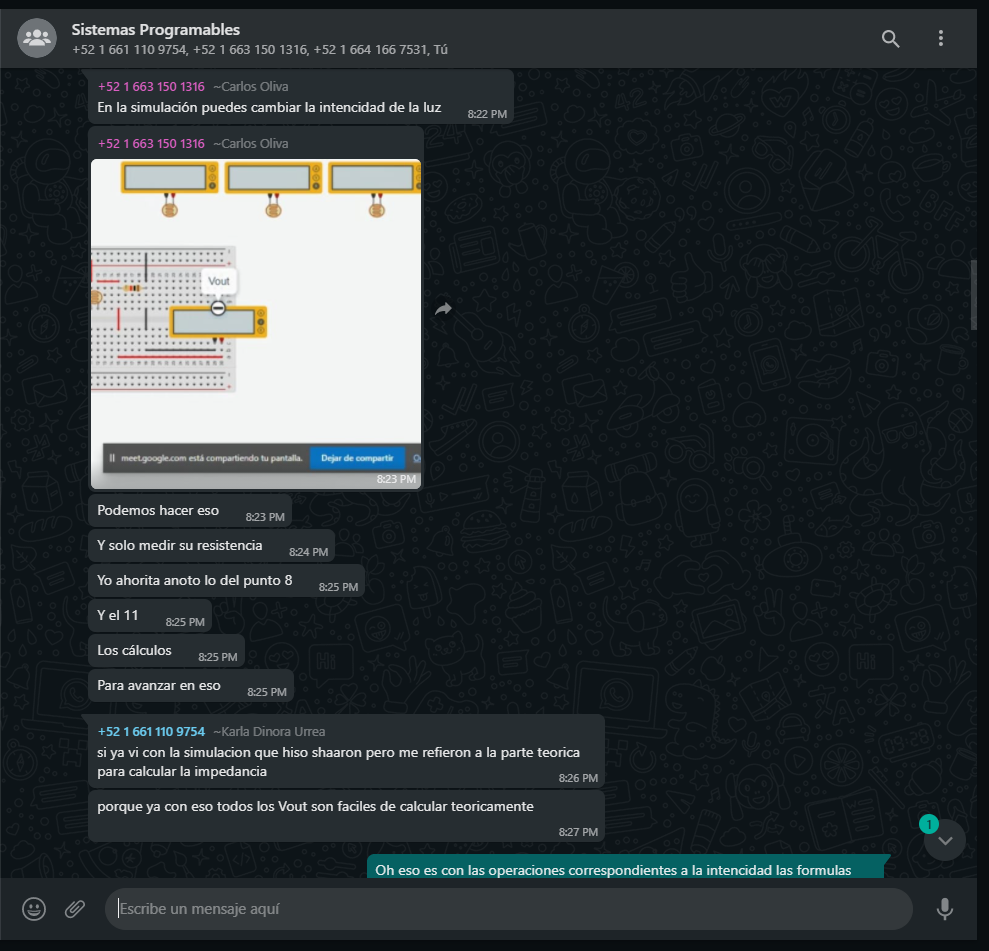 Sistemas Programables
+52 1 661 110 9754, +52 1 663 150 1316, +52 1 664 166 7531, Tú
+52 1 663 150 1316 ~Carlos Oliva
En la simulación puedes cambiar la intencidad de la luz
8:22 PM
+52 1 663 150 1316 ~Carlos Oliva
Vout
meet.google.com está compartiendo tu pantalla.
Dejar de compartir
8:23 PM
Podemos hacer eso
8:23 PM
Y solo medir su resistencia
8:24 PM
Yo ahorita anoto lo del punto 8
8:25 PM
Y el 11
8:25 PM
Los cálculos
8:25 PM
Para avanzar en eso
8:25 PM
+52 1 661 110 9754 ~Karla Dinora Urrea
si ya vi con la simulacion que hiso shaaron pero me refieron a la parte teorica
para calcular la impedancia
8:26 PM
porque ya con eso todos los Vout son faciles de calcular teoricamente
8:27 PM
1
Oh eso es con las operaciones correspondientes a la intencidad las formulas
Escribe un mensaje aquí